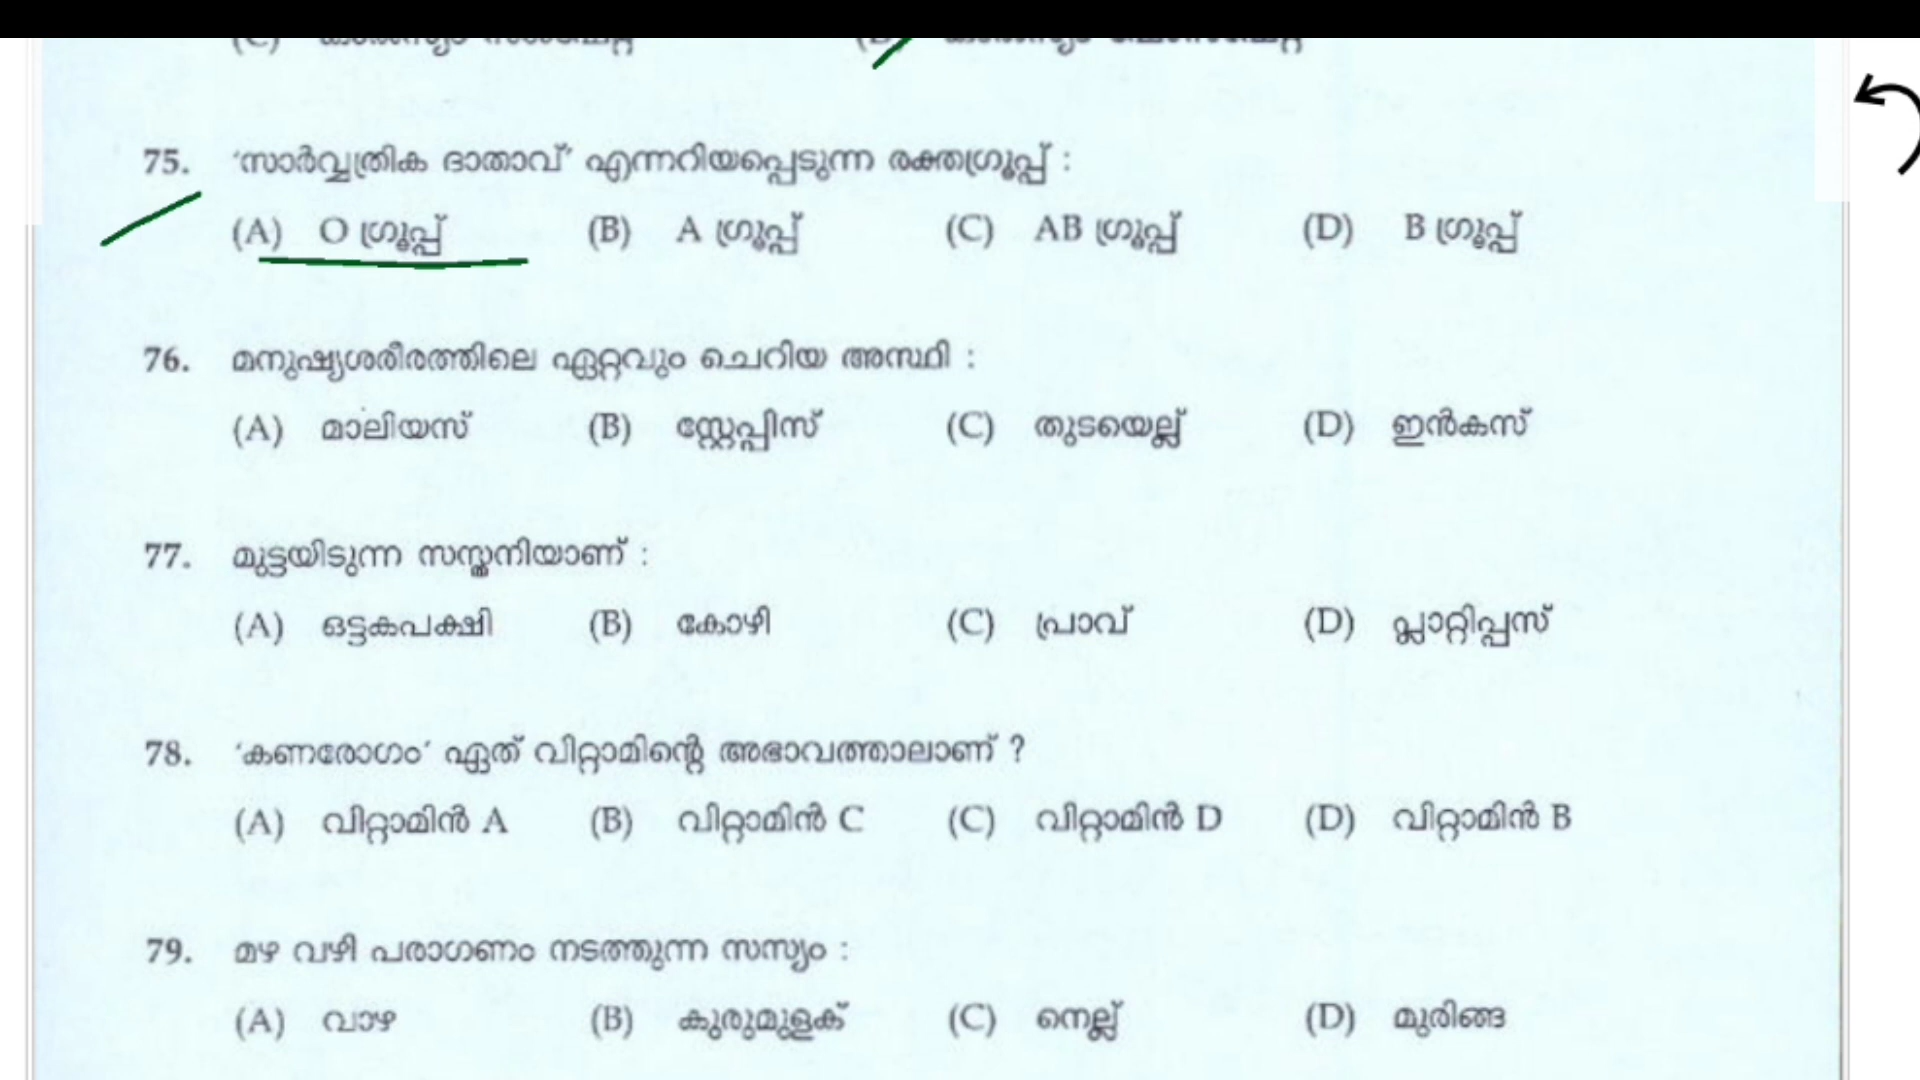 75. 'സാർവ്വത്രിക ദാതാവ്' എന്നറിയപ്പെടുന്ന രക്തഗ്രൂപ്പ് :
(A) O ഗ്രൂപ്പ് (B) A ഗ്രൂപ്പ് (C) AB ഗ്രൂപ്പ് (D) B ഗ്രൂപ്പ്
76. മനുഷ്യശരീരത്തിലെ ഏറ്റവും ചെറിയ അസ്ഥി :
(A) മാലിയസ് (B) സ്റ്റേപ്പിസ് (C) തുടയെല്ല് (D) ഇൻകസ്
77. മുട്ടയിടുന്ന സസ്തനിയാണ് :
(A) ഒട്ടകപക്ഷി (B) കോഴി (C) പ്രാവ് (D) പ്ലാറ്റിപ്പസ്
78. 'കണരോഗം' ഏത് വിറ്റാമിന്റെ അഭാവത്താലാണ് ?
(A) വിറ്റാമിൻ A (B) വിറ്റാമിൻ C (C) വിറ്റാമിൻ D (D) വിറ്റാമിൻ B
79. മഴ വഴി പരാഗണം നടത്തുന്ന സസ്യം :
(A) വാഴ (B) കുരുമുളക് (C) നെല്ല് (D) മുരിങ്ങ